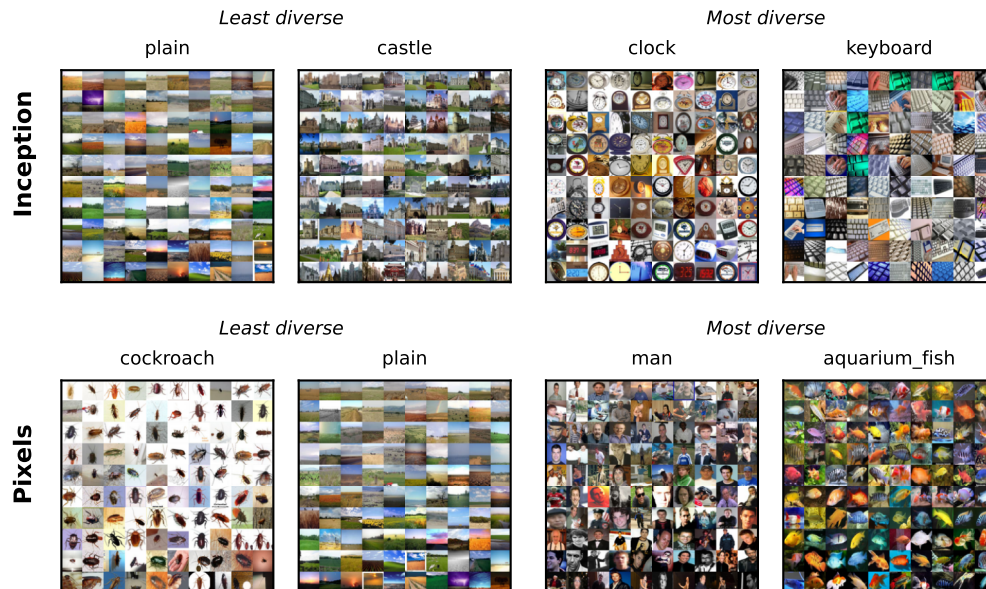 Least diverse
Most diverse
plain
castle
clock
keyboard
Inception
Least diverse
Most diverse
cockroach
plain
man
aquarium_fish
Pixels